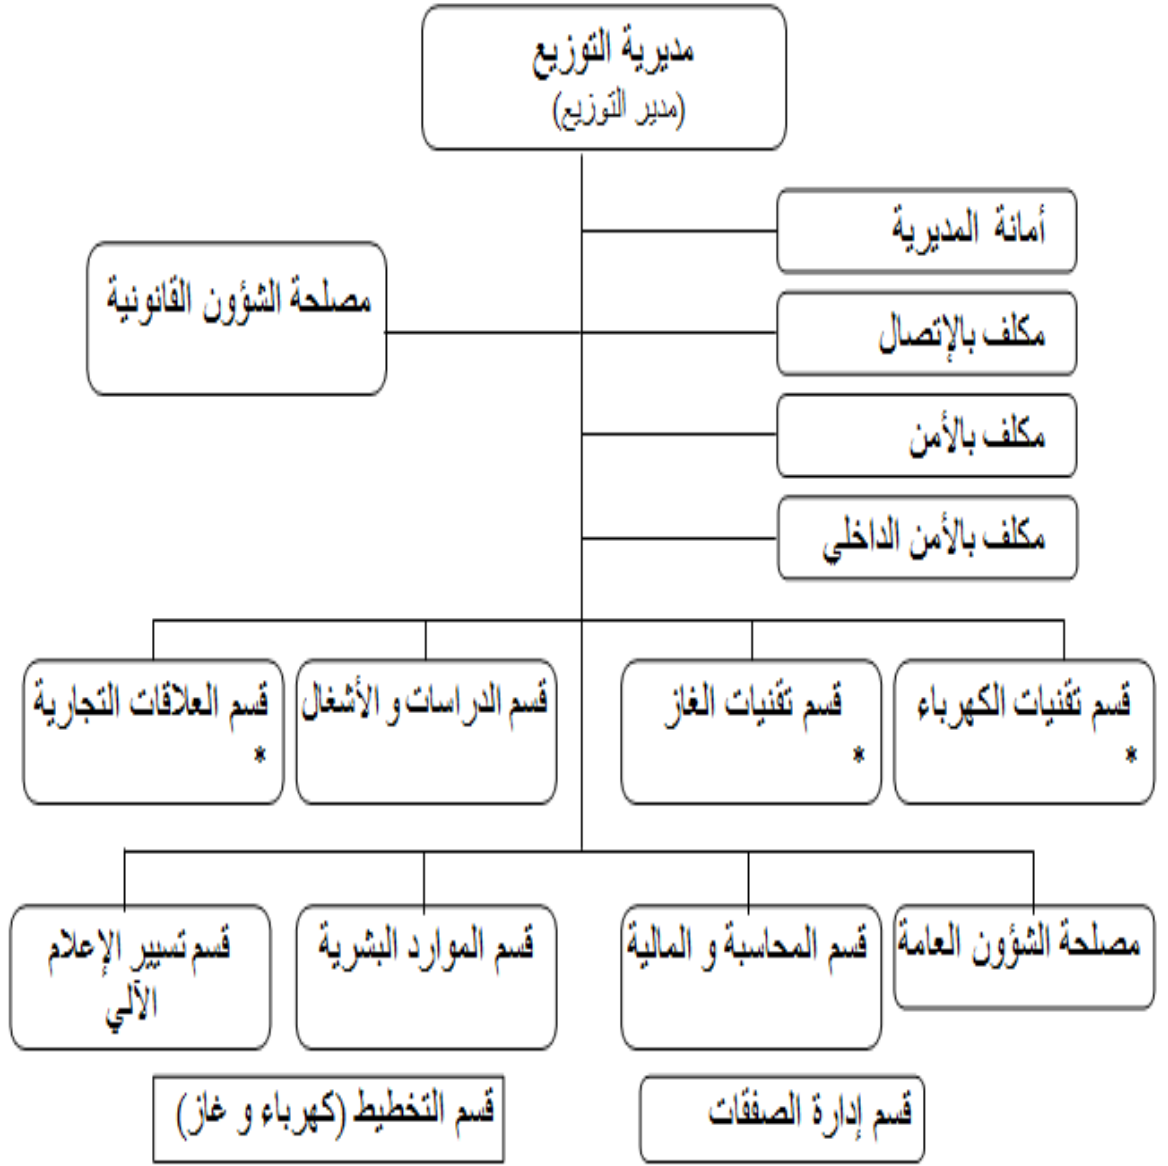 مديرية التوزيع
(مدير التوزيع)
أمانة المديرية
مصلحة الشؤون القانونية
مكلف بالإتصال
مكلف بالأمن
مكلف بالأمن الداخلي
قسم تقنيات الكهرباء
*
قسم تقنيات الغاز
*
قسم الدراسات و الأشغال
قسم العلاقات التجارية
*
مصلحة الشؤون العامة
قسم المحاسبة و المالية
قسم الموارد البشرية
قسم تسيير الإعلام
الآلي
قسم إدارة الصفقات
قسم التخطيط (كهرباء و غاز)